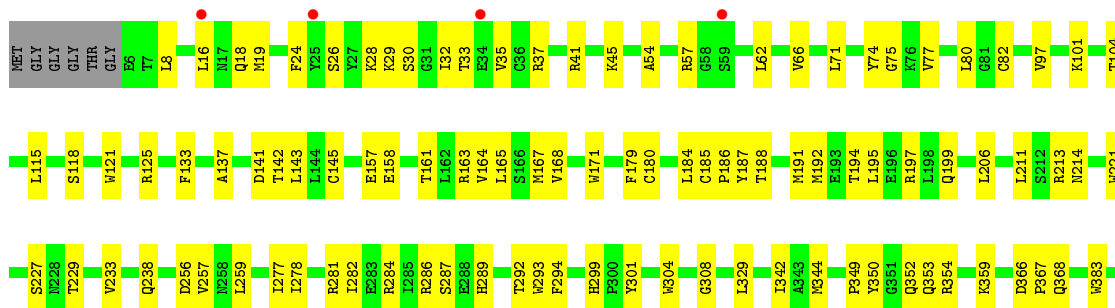 MET GLY GLY GLY THR GLY E6 T7 L8 L16 N17 Q18 M19 F24 Y25 S26 Y27 K28 K29 S30 G31 I32 T33 E34 V35 C36 R37 R41 K45 A54 R57 G58 S59 L62 V66 L71 Y74 G75 K76 V77 L80 G81 C82 V97 K101 T104
L115 S118 W121 R125 F133 A137 D141 T142 L143 L144 C145 E157 E158 T161 L162 R163 V164 L165 S166 M167 V168 W171 F179 C180 L184 C185 P186 Y187 T188 M191 M192 E193 T194 L195 E196 R197 L198 Q199 L206 L211 S212 R213 N214 W221
S227 N228 T229 V233 Q238 D256 V257 N258 L259 I277 I278 R281 I282 E283 R284 I285 R286 S287 E288 H289 T292 W293 F294 H299 P300 Y301 W304 G308 L329 I342 A343 M344 P349 Y350 G351 Q352 Q353 R354 K359 D366 P367 Q368 W383